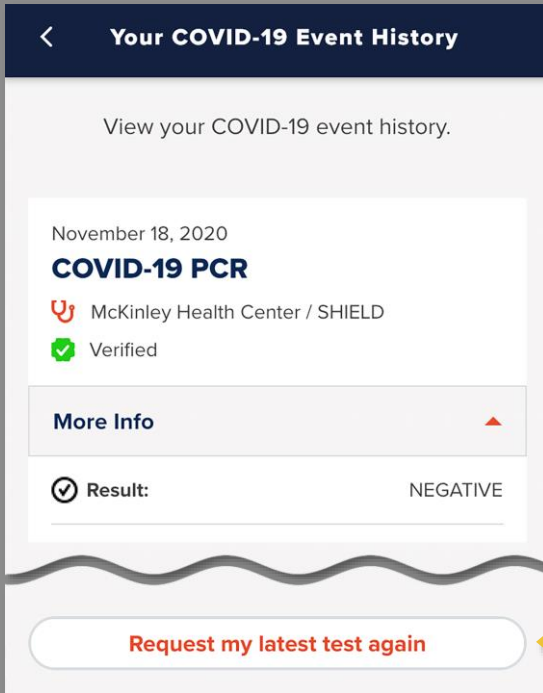 Your COVID-19 Event History
View your COVID-19 event history.
November 18, 2020
COVID-19 PCR
McKinley Health Center / SHIELD
Verified
More Info
Result: NEGATIVE
Request my latest test again